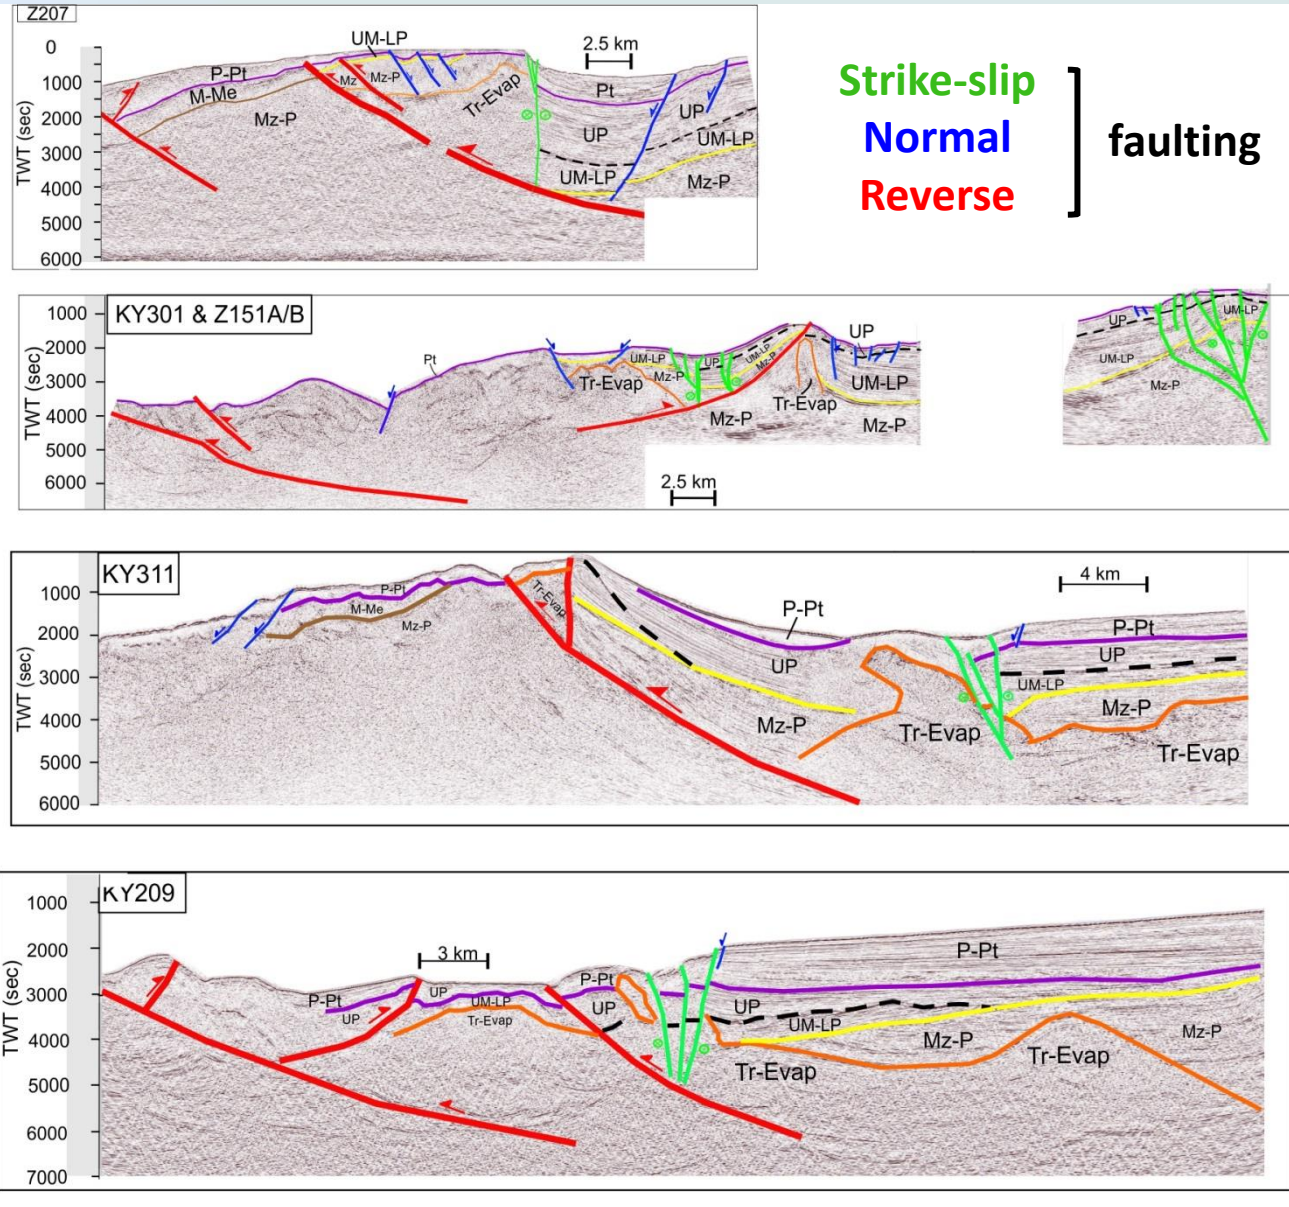 Z207
0
1000
2000
3000
4000
5000
6000
TWT (sec)
UM-LP
2.5 km
P-Pt
M-Me
Mz-P
Mz
Mz-P
Tr-Evap
Pt
UP
UP
UM-LP
UM-LP
Mz-P
Strike-slip
Normal
Reverse
faulting
KY301 & Z151A/B
1000
2000
3000
4000
5000
6000
TWT (sec)
Pt
Tr-Evap
UM-LP
Mz-P
UP
UM-LP
Mz-P
Mz-P
Tr-Evap
UP
UM-LP
Mz-P
2.5 km
UP
UM-LP
UM-LP
Mz-P
KY311
1000
2000
3000
4000
5000
6000
TWT (sec)
P-Pt
M-Me
Mz-P
Tr-Evap
4 km
P-Pt
UP
Mz-P
Tr-Evap
P-Pt
UP
UM-LP
Mz-P
Tr-Evap
KY209
1000
2000
3000
4000
5000
6000
7000
TWT (sec)
3 km
P-Pt
UP
UP
UM-LP
Tr-Evap
P-Pt
UP
P-Pt
UP
UM-LP
Mz-P
Tr-Evap
Tr-Evap
Mz-P